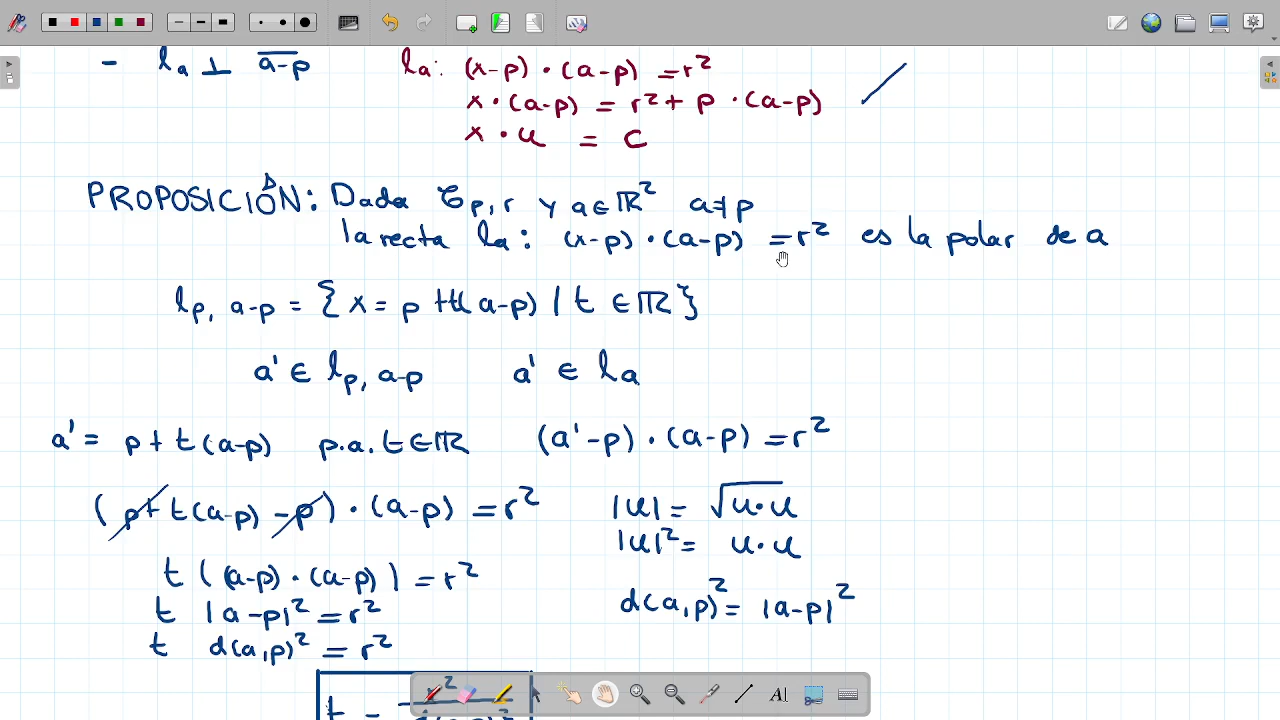 - la ⊥ a-p
la: (x-p) · (a-p) = r²
x · (a-p) = r² + p · (a-p)
x · u = c
PROPOSICIÓN: Dada 𝒞p,r y a ∈ ℝ² a≠p
la recta la: (x-p) · (a-p) = r² es la polar de a
lp, a-p = { x = p + t(a-p) | t ∈ ℝ }
a' ∈ lp, a-p a' ∈ la
a' = p + t(a-p) p.a. t ∈ ℝ (a'-p) · (a-p) = r²
(p + t(a-p) - p) · (a-p) = r²
|u| = √u·u
|u|² = u·u
t ((a-p) · (a-p)) = r²
t |a-p|² = r²
d(a,p)² = |a-p|²
t d(a,p)² = r²
t = r²